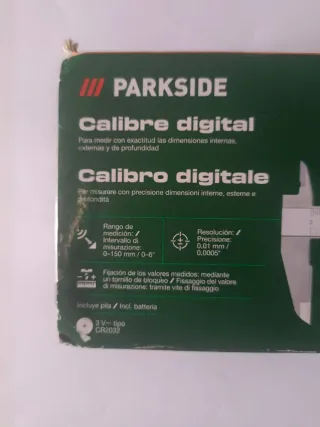 /// PARKSIDE
Calibre digital
Para medir con exactitud las dimensiones internas,
externas y de profundidad
Calibro digitale
Per misurare con precisione dimensioni interne, esterne e
profondità
Rango de
medición: //
Intervallo di
misurazione:
0–150 mm / 0–6"
Resolución: //
Precisione:
0,01 mm /
0,0005"
Fijación de los valores medidos: mediante
un tornillo de bloqueo // Fissaggio del valore
di misurazione: tramite vite di fissaggio
Incluye pila // Incl. batteria
3 V⎓ tipo
CR2032